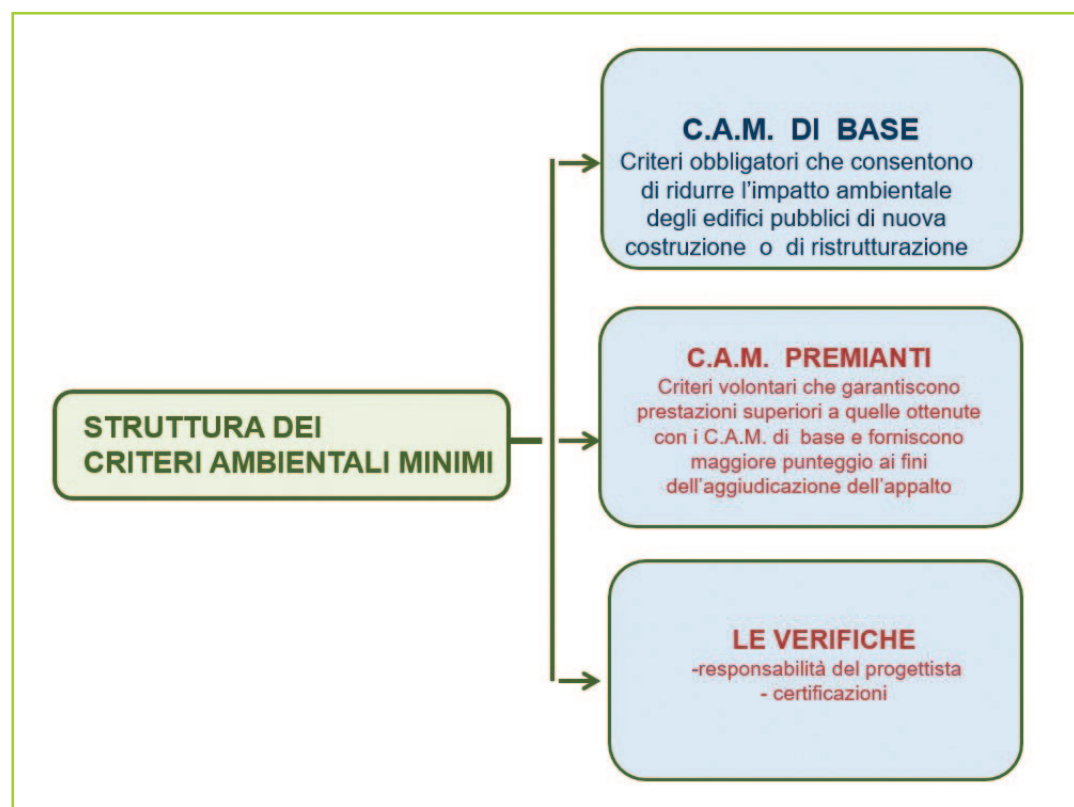 STRUTTURA DEI
CRITERI AMBIENTALI MINIMI
C.A.M. DI BASE
Criteri obbligatori che consentono
di ridurre l'impatto ambientale
degli edifici pubblici di nuova
costruzione o di ristrutturazione
C.A.M. PREMIANTI
Criteri volontari che garantiscono
prestazioni superiori a quelle ottenute
con i C.A.M. di base e forniscono
maggiore punteggio ai fini
dell'aggiudicazione dell'appalto
LE VERIFICHE
-responsabilità del progettista
- certificazioni